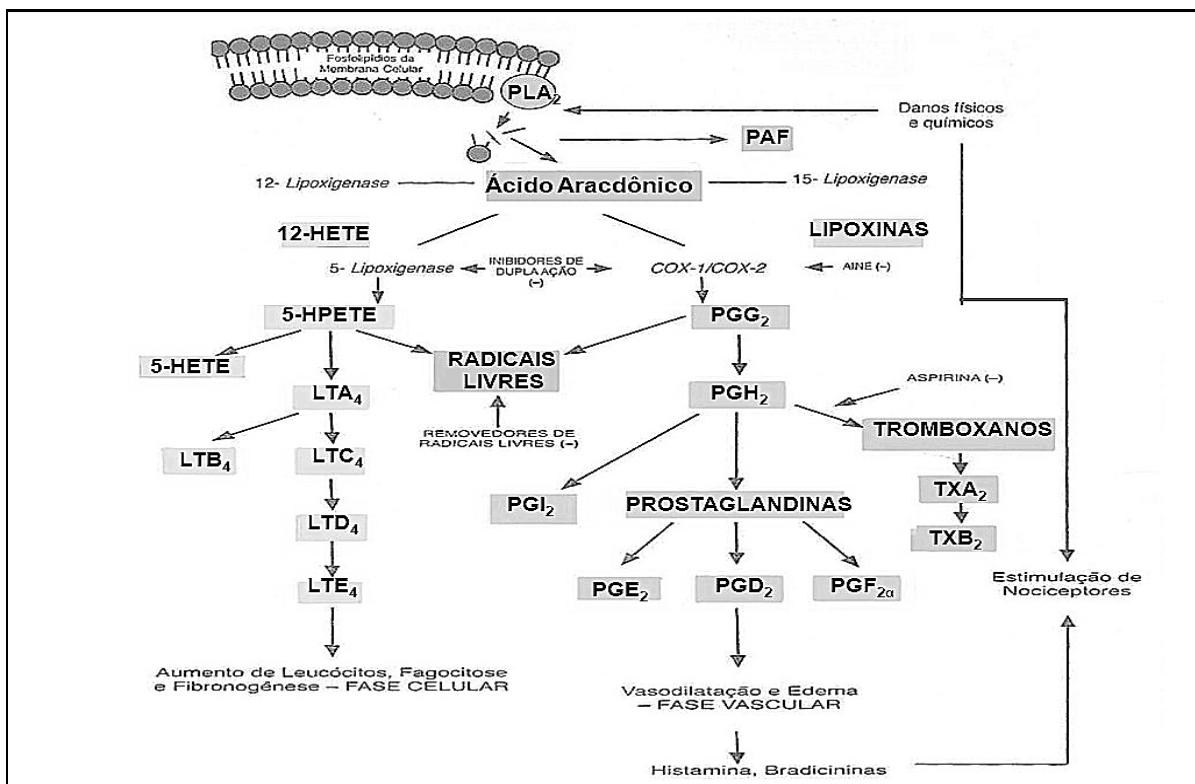 Fosfolipídios da
Membrana Celular
PLA2
Danos físicos
e químicos
PAF
12- Lipoxigenase
Ácido Aracdônico
15- Lipoxigenase
12-HETE
LIPOXINAS
5- Lipoxigenase
INIBIDORES DE
DUPLA AÇÃO
(–)
COX-1/COX-2
AINE (–)
5-HPETE
PGG2
5-HETE
RADICAIS
LIVRES
LTA4
PGH2
ASPIRINA (–)
REMOVEDORES DE
RADICAIS LIVRES (–)
TROMBOXANOS
LTB4
LTC4
PGI2
PROSTAGLANDINAS
TXA2
LTD4
TXB2
LTE4
PGE2
PGD2
PGF2α
Estimulação de
Nociceptores
Aumento de Leucócitos, Fagocitose
e Fibronogênese – FASE CELULAR
Vasodilatação e Edema
– FASE VASCULAR
Histamina, Bradicininas